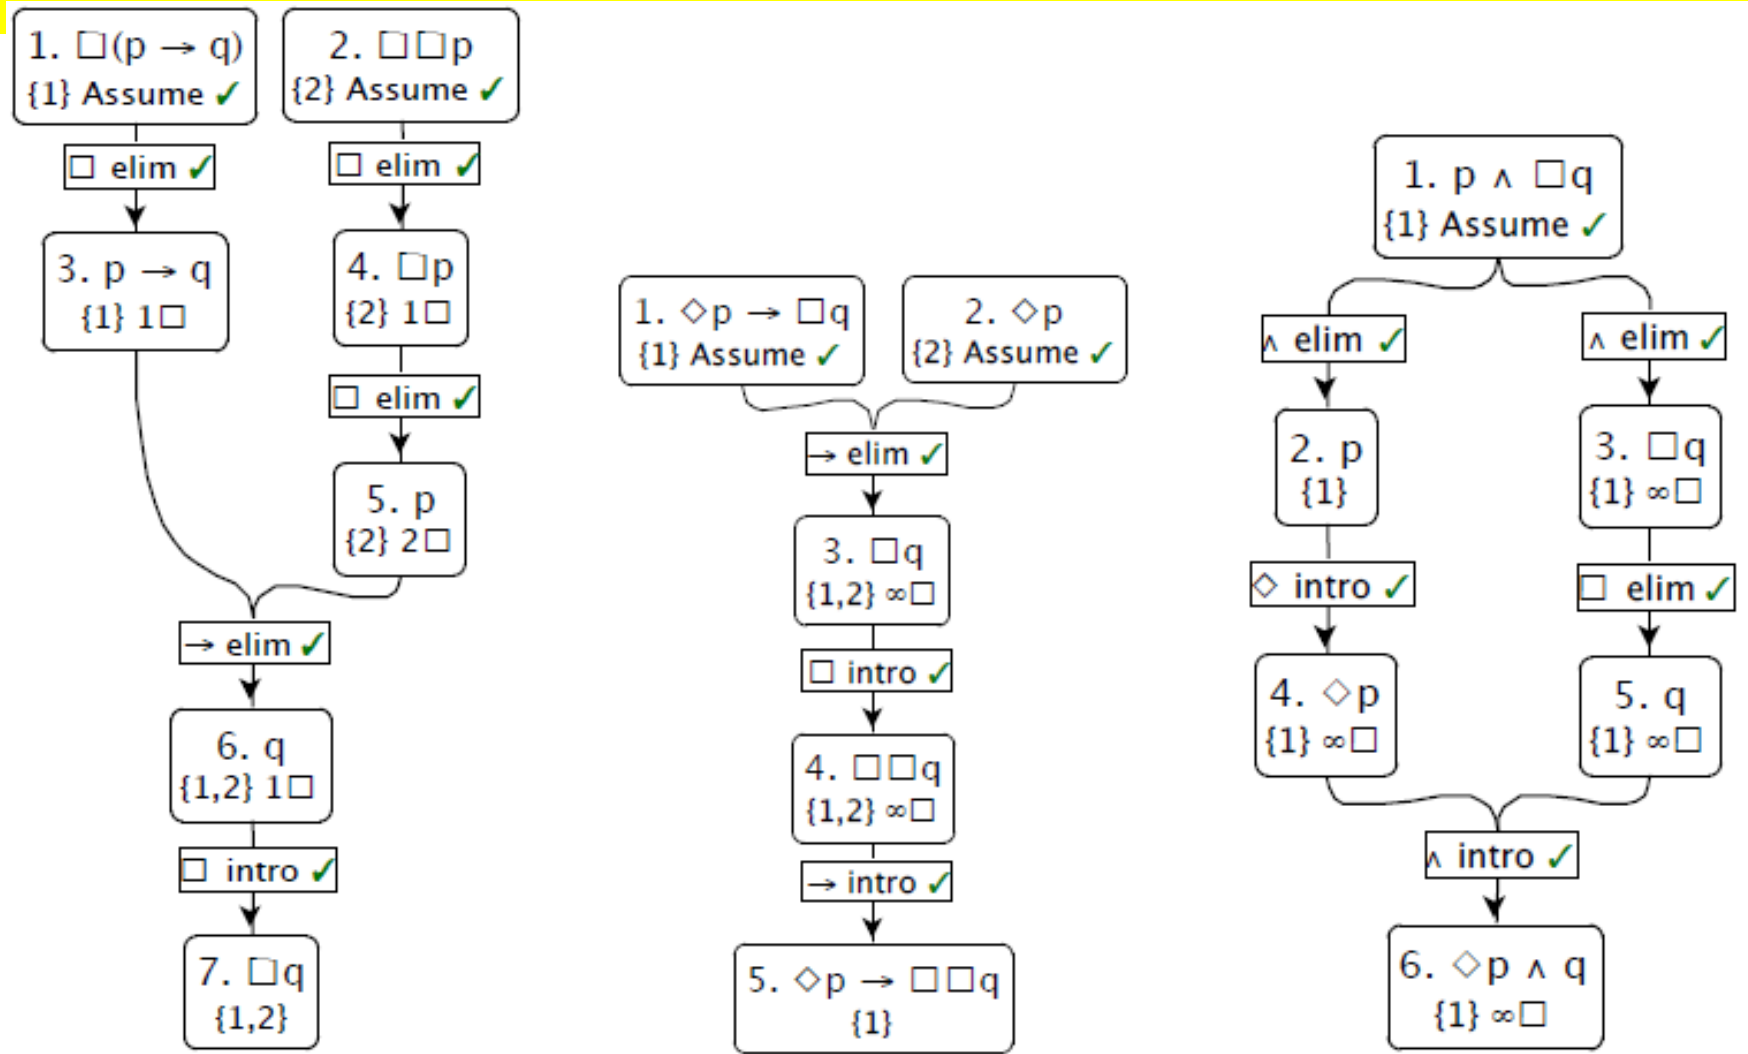 1. □(p → q)
{1} Assume ✓
2. □□p
{2} Assume ✓
□ elim ✓
□ elim ✓
3. p → q
{1} 1□
4. □p
{2} 1□
□ elim ✓
5. p
{2} 2□
→ elim ✓
6. q
{1,2} 1□
□ intro ✓
7. □q
{1,2}
1. ◇p → □q
{1} Assume ✓
2. ◇p
{2} Assume ✓
→ elim ✓
3. □q
{1,2} ∞□
□ intro ✓
4. □□q
{1,2} ∞□
→ intro ✓
5. ◇p → □□q
{1}
1. p ∧ □q
{1} Assume ✓
∧ elim ✓
∧ elim ✓
2. p
{1}
3. □q
{1} ∞□
◇ intro ✓
□ elim ✓
4. ◇p
{1} ∞□
5. q
{1} ∞□
∧ intro ✓
6. ◇p ∧ q
{1} ∞□